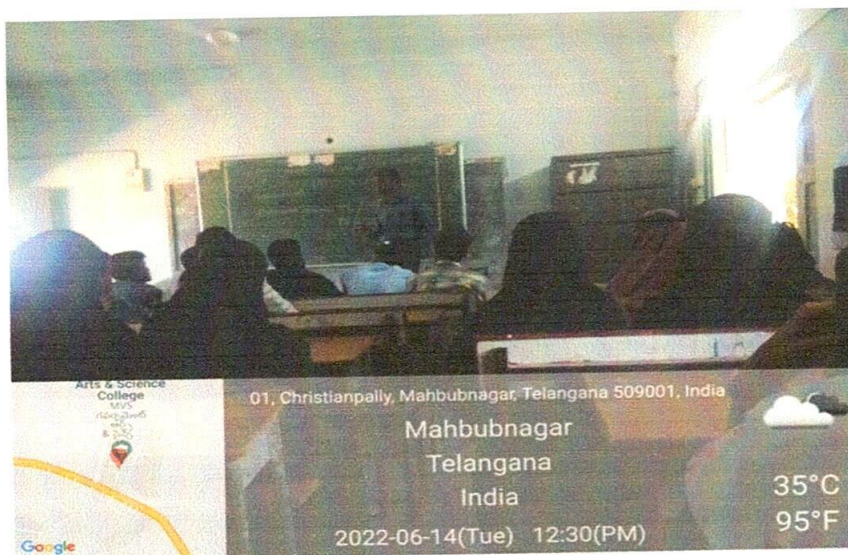 Arts & Science
College
MVS
&
Google
01, Christianpally, Mahbubnagar, Telangana 509001, India
Mahbubnagar
Telangana
India
2022-06-14(Tue) 12:30(PM)
35°C
95°F